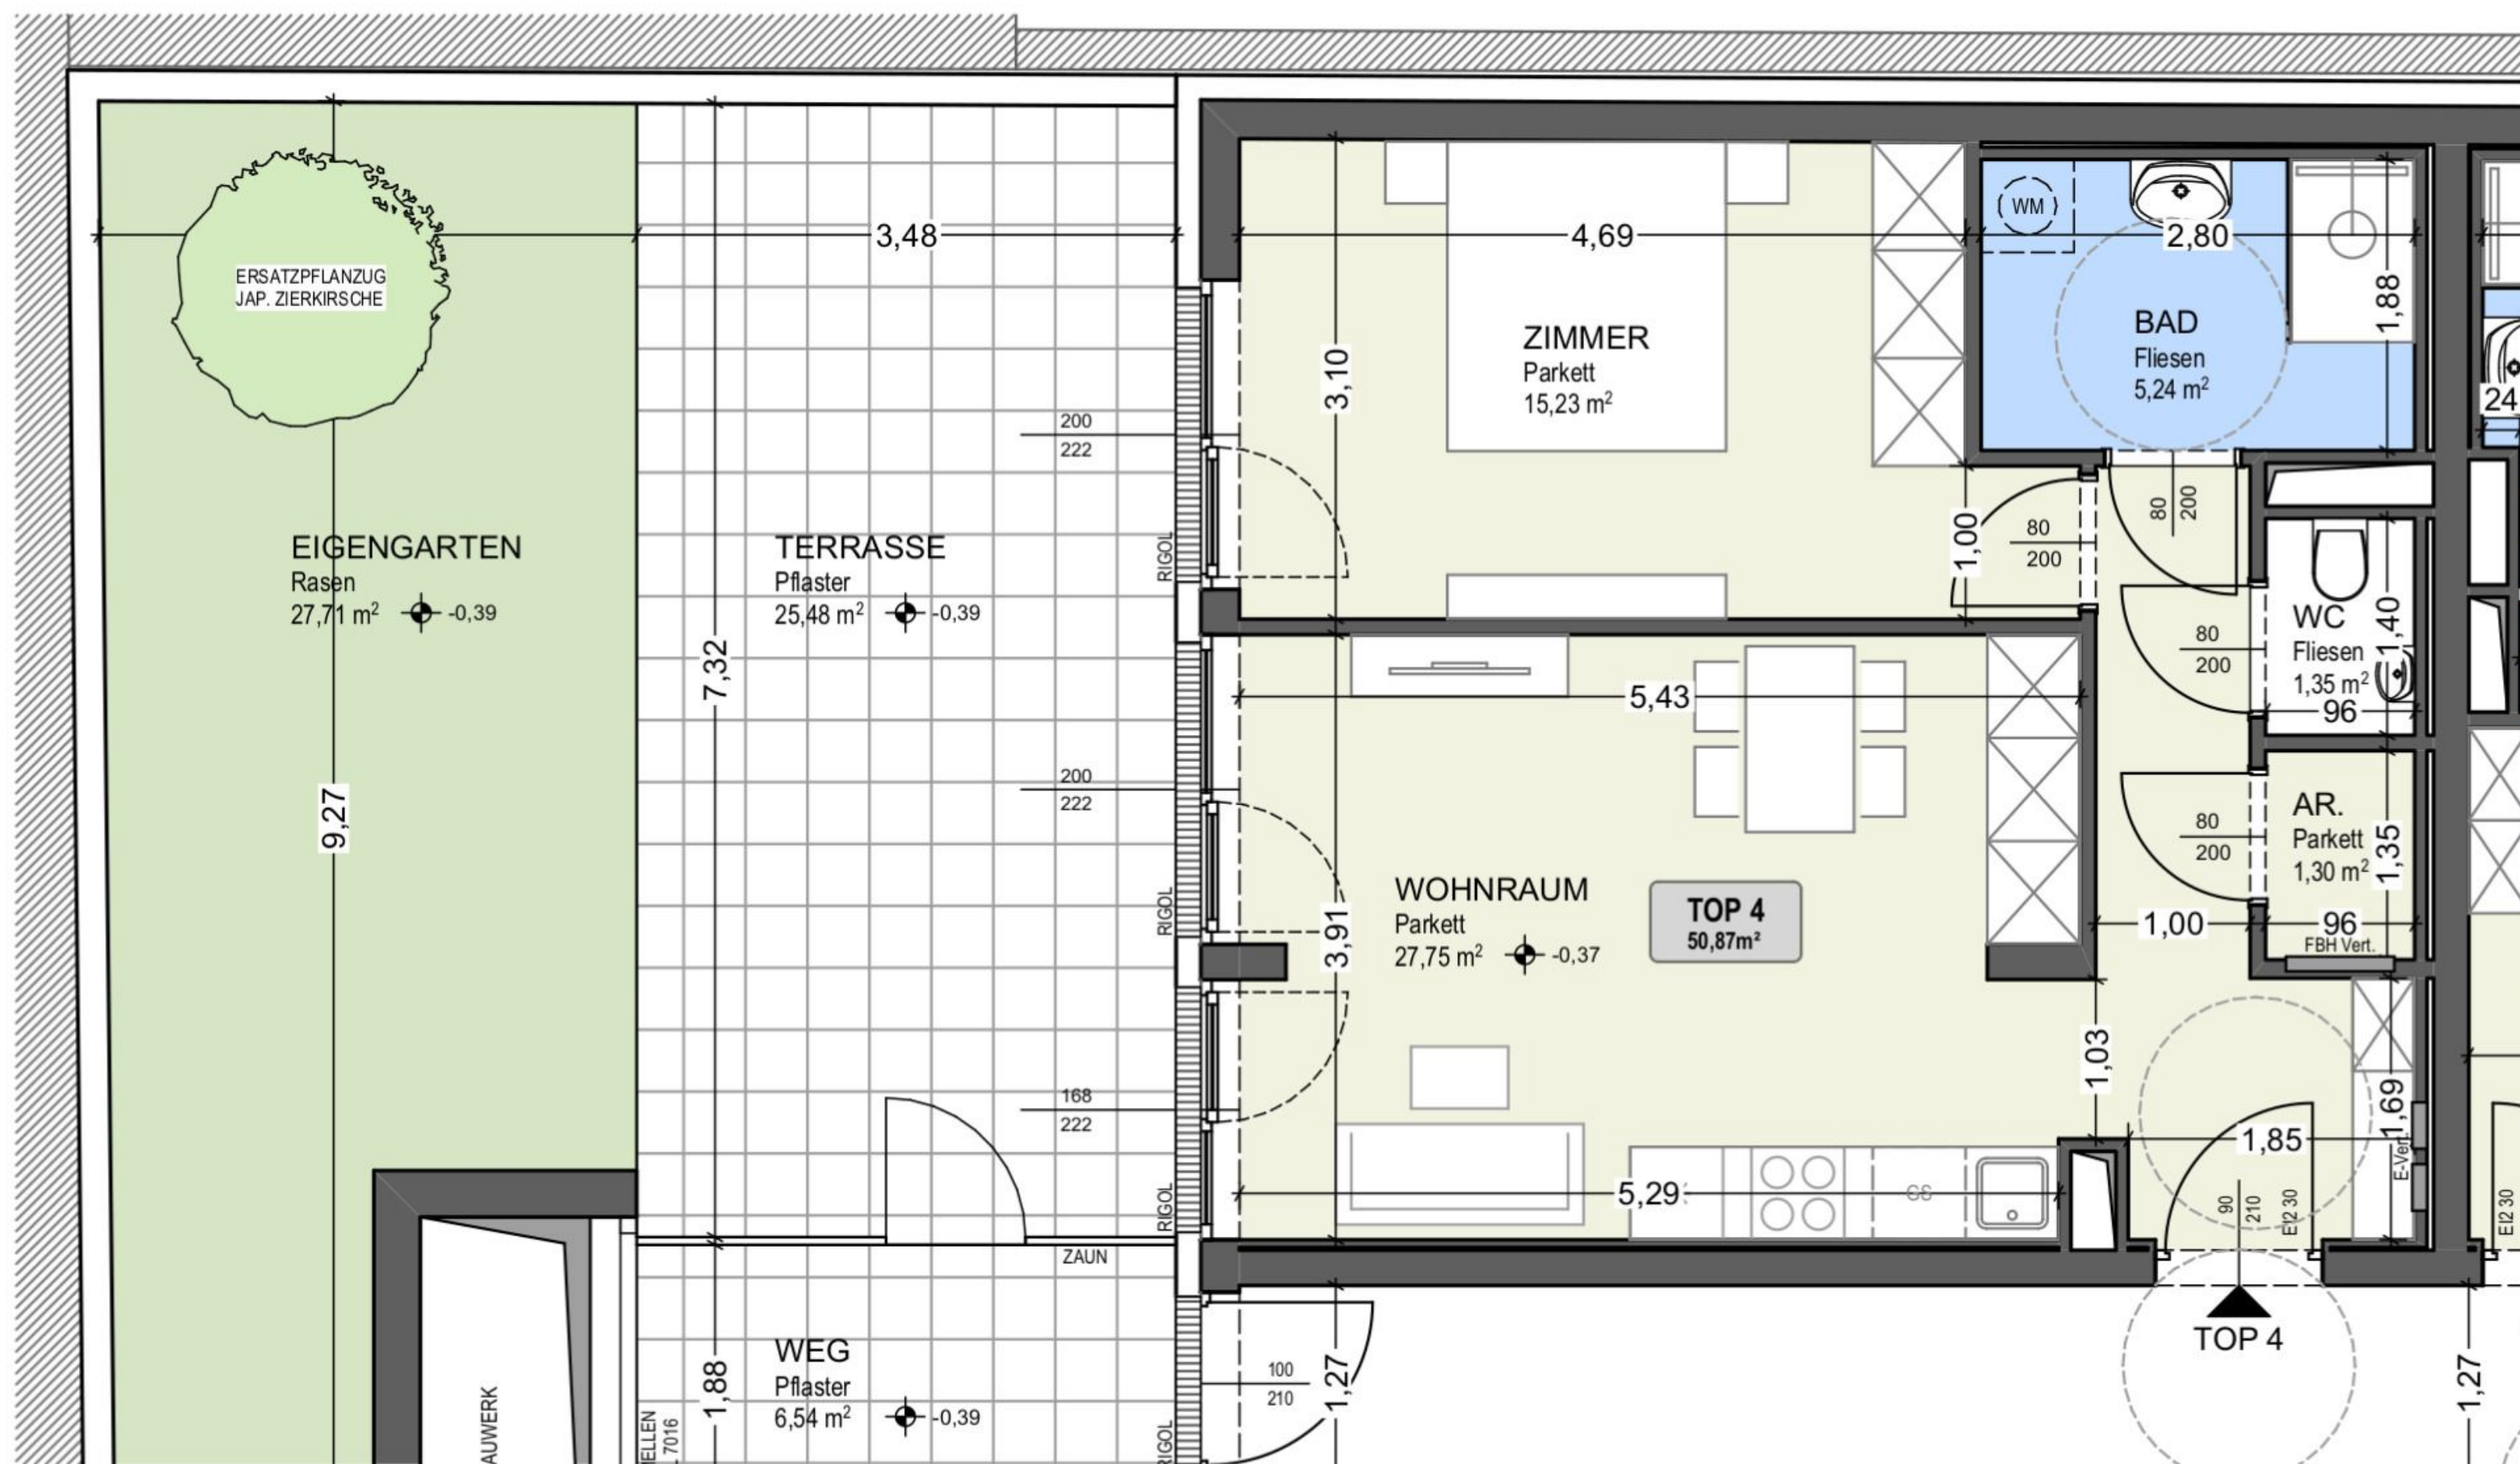 ERSATZPFLANZUG
JAP. ZIERKIRSCHE
3,48
4,69
WM
2,80
1,88
BAD
Fliesen
5,24 m²
24
ZIMMER
Parkett
15,23 m²
3,10
200
222
RIGOL
EIGENGARTEN
Rasen
27,71 m²
-0,39
TERRASSE
Pflaster
25,48 m²
-0,39
7,32
9,27
1,00
80
200
80
200
80
200
WC
Fliesen
1,35 m²
1,40
96
5,43
200
222
RIGOL
80
200
AR.
Parkett
1,30 m²
1,35
96
FBH Vert.
1,00
WOHNRAUM
Parkett
27,75 m²
-0,37
3,91
TOP 4
50,87m²
1,03
168
222
RIGOL
5,29
GS
1,85
1,69
E-Vert.
90
210
EI2 30
EI2 30
ZAUN
TOP 4
WEG
Pflaster
6,54 m²
-0,39
1,88
100
210
1,27
1,27
RIGOL
AUWERK
IELLEN
7016